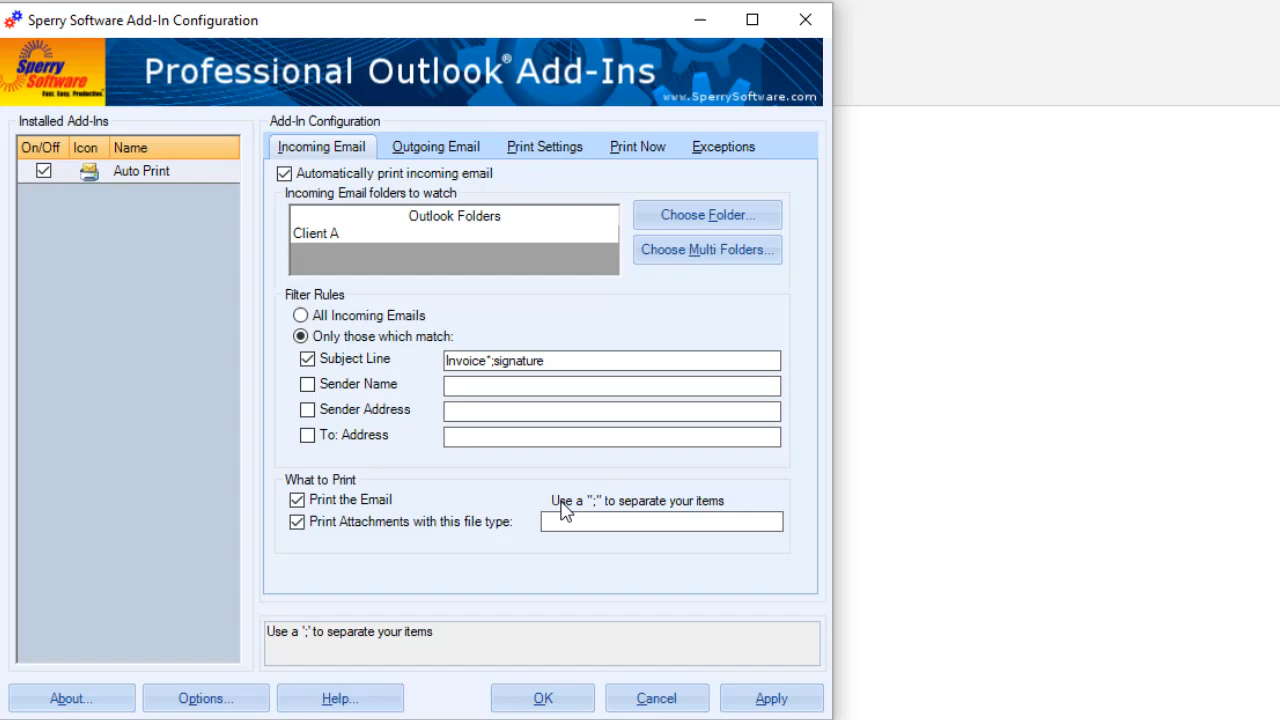 Sperry Software Add-In Configuration
Sperry Software
Fast. Easy. Productive.
Professional Outlook® Add-Ins
www.SperrySoftware.com
Installed Add-Ins
On/Off Icon Name
Auto Print
Add-In Configuration
Incoming Email Outgoing Email Print Settings Print Now Exceptions
Automatically print incoming email
Incoming Email folders to watch
Outlook Folders
Client A
Choose Folder...
Choose Multi Folders...
Filter Rules
All Incoming Emails
Only those which match:
Subject Line Invoice*;signature
Sender Name
Sender Address
To: Address
What to Print
Print the Email Use a ";" to separate your items
Print Attachments with this file type:
Use a ';' to separate your items
About... Options... Help... OK Cancel Apply